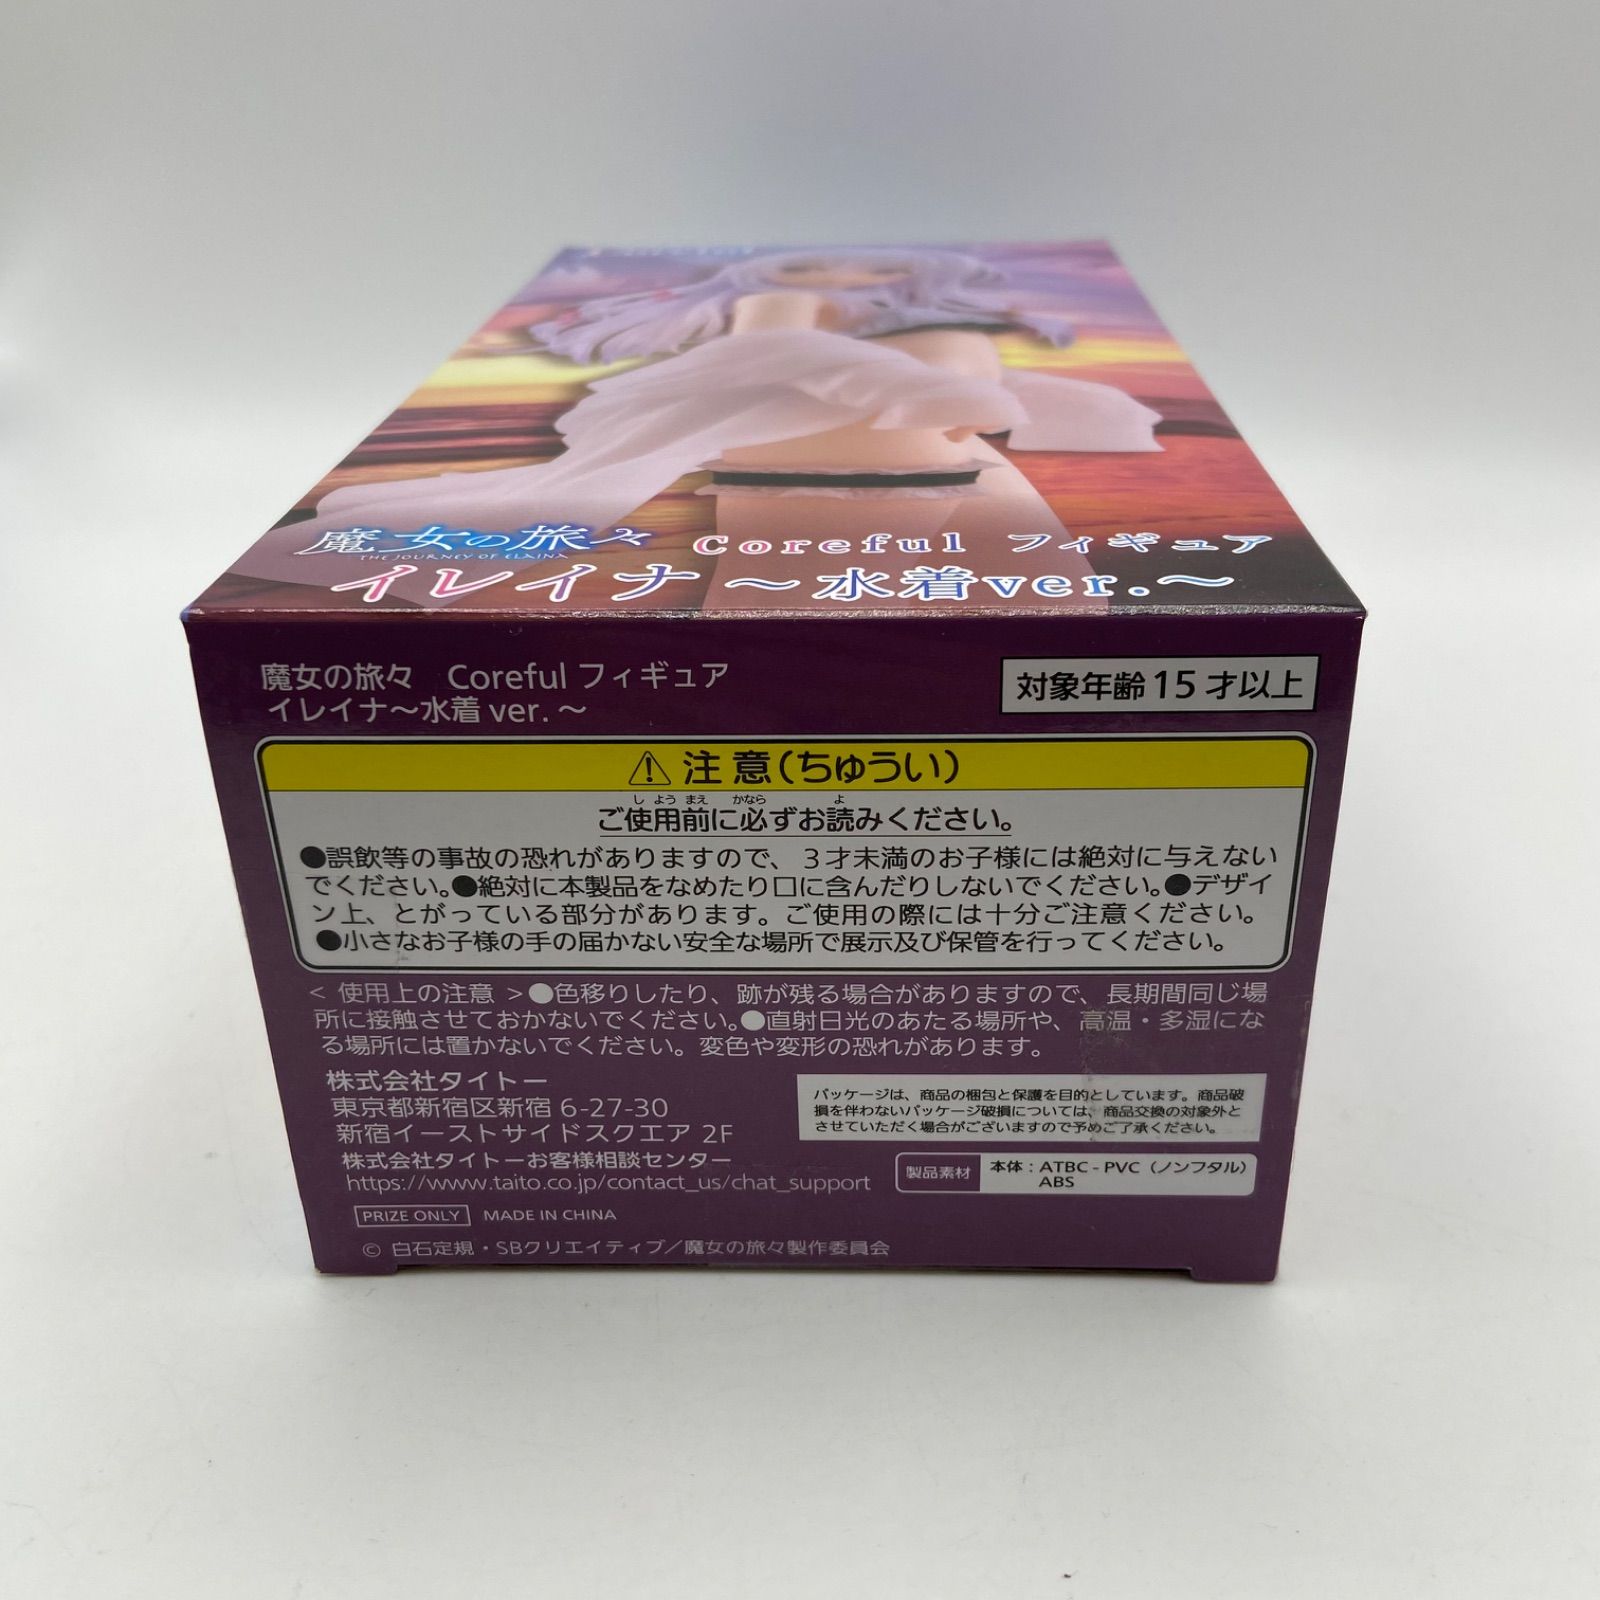 魔女の旅々
THE JOURNEY OF ELAINA
Coreful フィギュア
イレイナ～水着ver.～
魔女の旅々 Coreful フィギュア
イレイナ～水着 ver. ～
対象年齢 15 才以上
⚠ 注 意（ちゅうい）
し よう まえ かなら よ
ご使用前に必ずお読みください。
●誤飲等の事故の恐れがありますので、３才未満のお子様には絶対に与えない
でください。●絶対に本製品をなめたり口に含んだりしないでください。●デザイ
ン上、とがっている部分があります。ご使用の際には十分ご注意ください。
●小さなお子様の手の届かない安全な場所で展示及び保管を行ってください。
< 使用上の注意 >●色移りしたり、跡が残る場合がありますので、長期間同じ場
所に接触させておかないでください。●直射日光のあたる場所や、高温・多湿にな
る場所には置かないでください。変色や変形の恐れがあります。
株式会社タイトー
東京都新宿区新宿 6-27-30
新宿イーストサイドスクエア 2F
株式会社タイトーお客様相談センター
https://www.taito.co.jp/contact_us/chat_support
パッケージは、商品の梱包と保護を目的としています。商品破
損を伴わないパッケージ破損については、商品交換の対象外と
させていただく場合がございますので予めご了承ください。
製品素材
本体：ATBC - PVC（ノンフタル）
ABS
PRIZE ONLY MADE IN CHINA
© 白石定規・SBクリエイティブ／魔女の旅々製作委員会